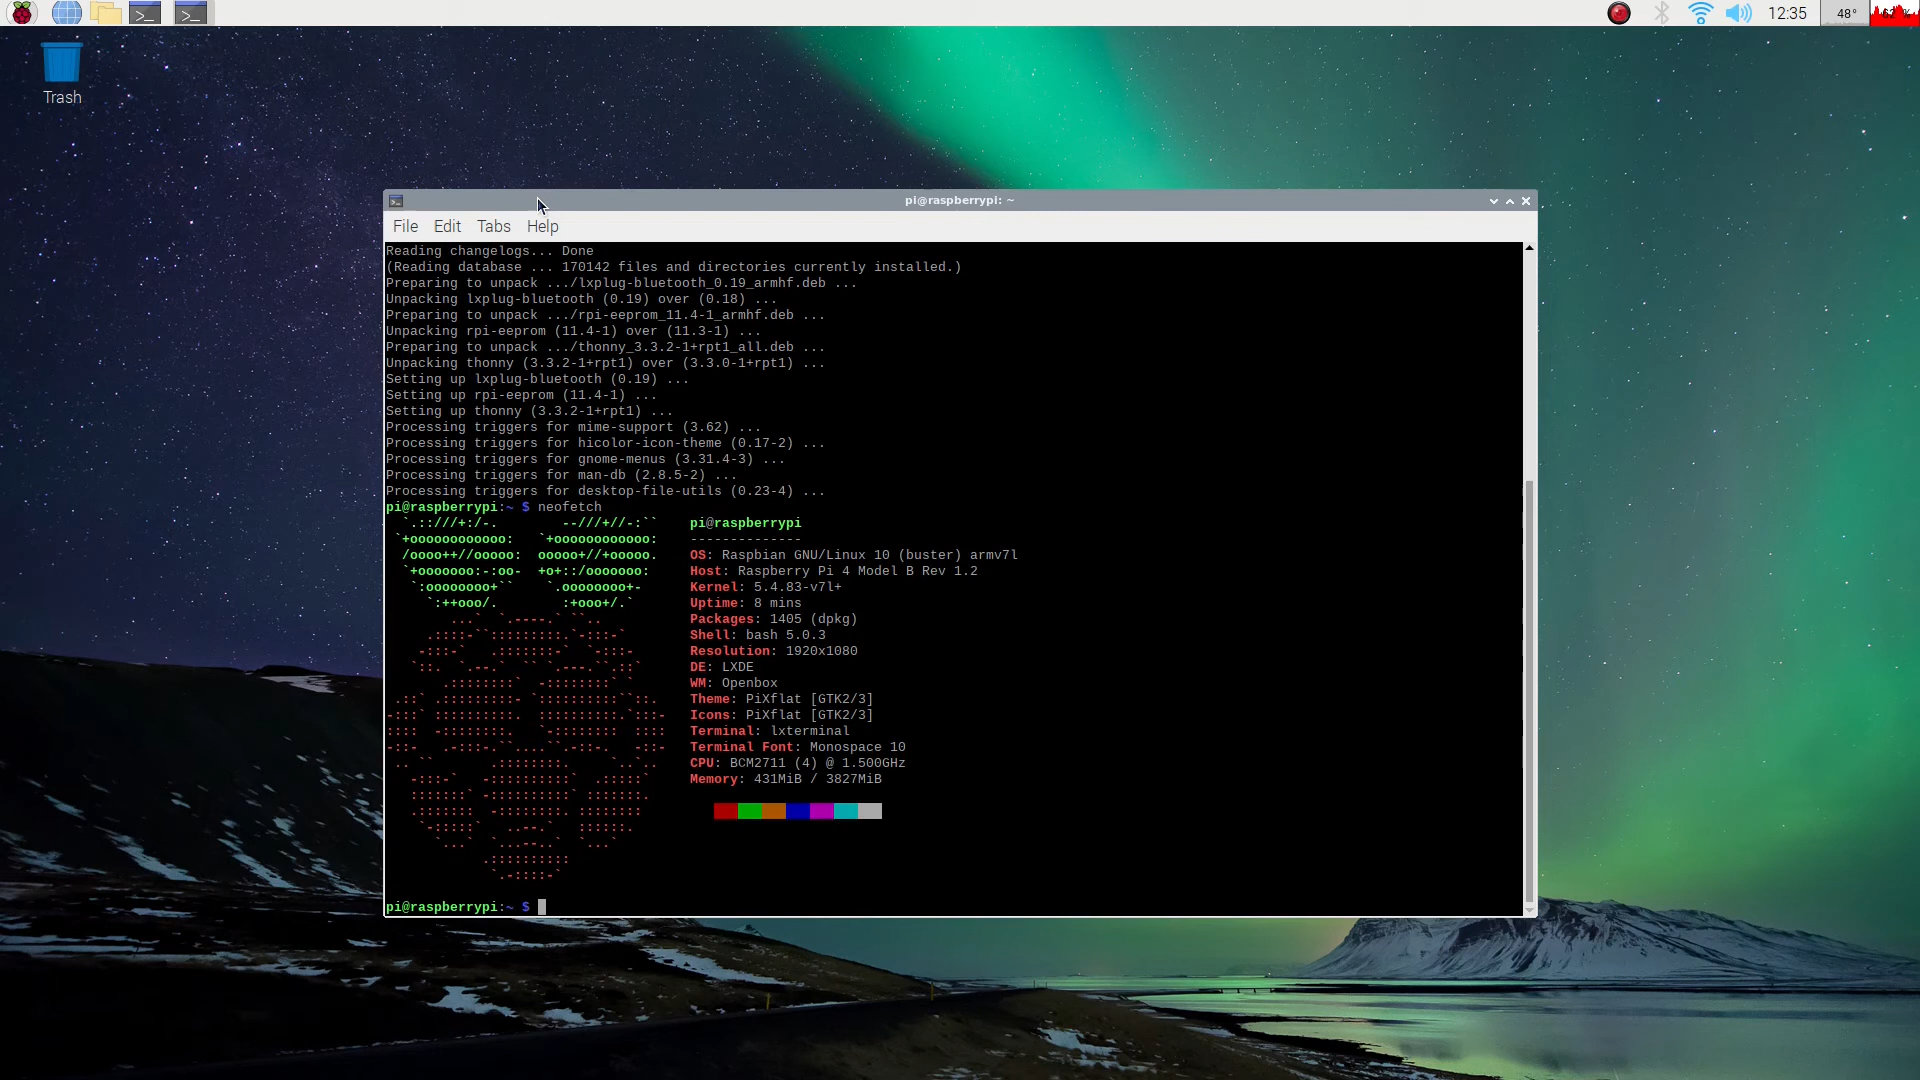 12:35
48°
62 %
Trash
pi@raspberrypi: ~
File Edit Tabs Help
Reading changelogs... Done
(Reading database ... 170142 files and directories currently installed.)
Preparing to unpack .../lxplug-bluetooth_0.19_armhf.deb ...
Unpacking lxplug-bluetooth (0.19) over (0.18) ...
Preparing to unpack .../rpi-eeprom_11.4-1_armhf.deb ...
Unpacking rpi-eeprom (11.4-1) over (11.3-1) ...
Preparing to unpack .../thonny_3.3.2-1+rpt1_all.deb ...
Unpacking thonny (3.3.2-1+rpt1) over (3.3.0-1+rpt1) ...
Setting up lxplug-bluetooth (0.19) ...
Setting up rpi-eeprom (11.4-1) ...
Setting up thonny (3.3.2-1+rpt1) ...
Processing triggers for mime-support (3.62) ...
Processing triggers for hicolor-icon-theme (0.17-2) ...
Processing triggers for gnome-menus (3.31.4-3) ...
Processing triggers for man-db (2.8.5-2) ...
Processing triggers for desktop-file-utils (0.23-4) ...
pi@raspberrypi:~ $ neofetch
pi@raspberrypi
--------------
OS: Raspbian GNU/Linux 10 (buster) armv7l
Host: Raspberry Pi 4 Model B Rev 1.2
Kernel: 5.4.83-v7l+
Uptime: 8 mins
Packages: 1405 (dpkg)
Shell: bash 5.0.3
Resolution: 1920x1080
DE: LXDE
WM: Openbox
Theme: PiXflat [GTK2/3]
Icons: PiXflat [GTK2/3]
Terminal: lxterminal
Terminal Font: Monospace 10
CPU: BCM2711 (4) @ 1.500GHz
Memory: 431MiB / 3827MiB
pi@raspberrypi:~ $